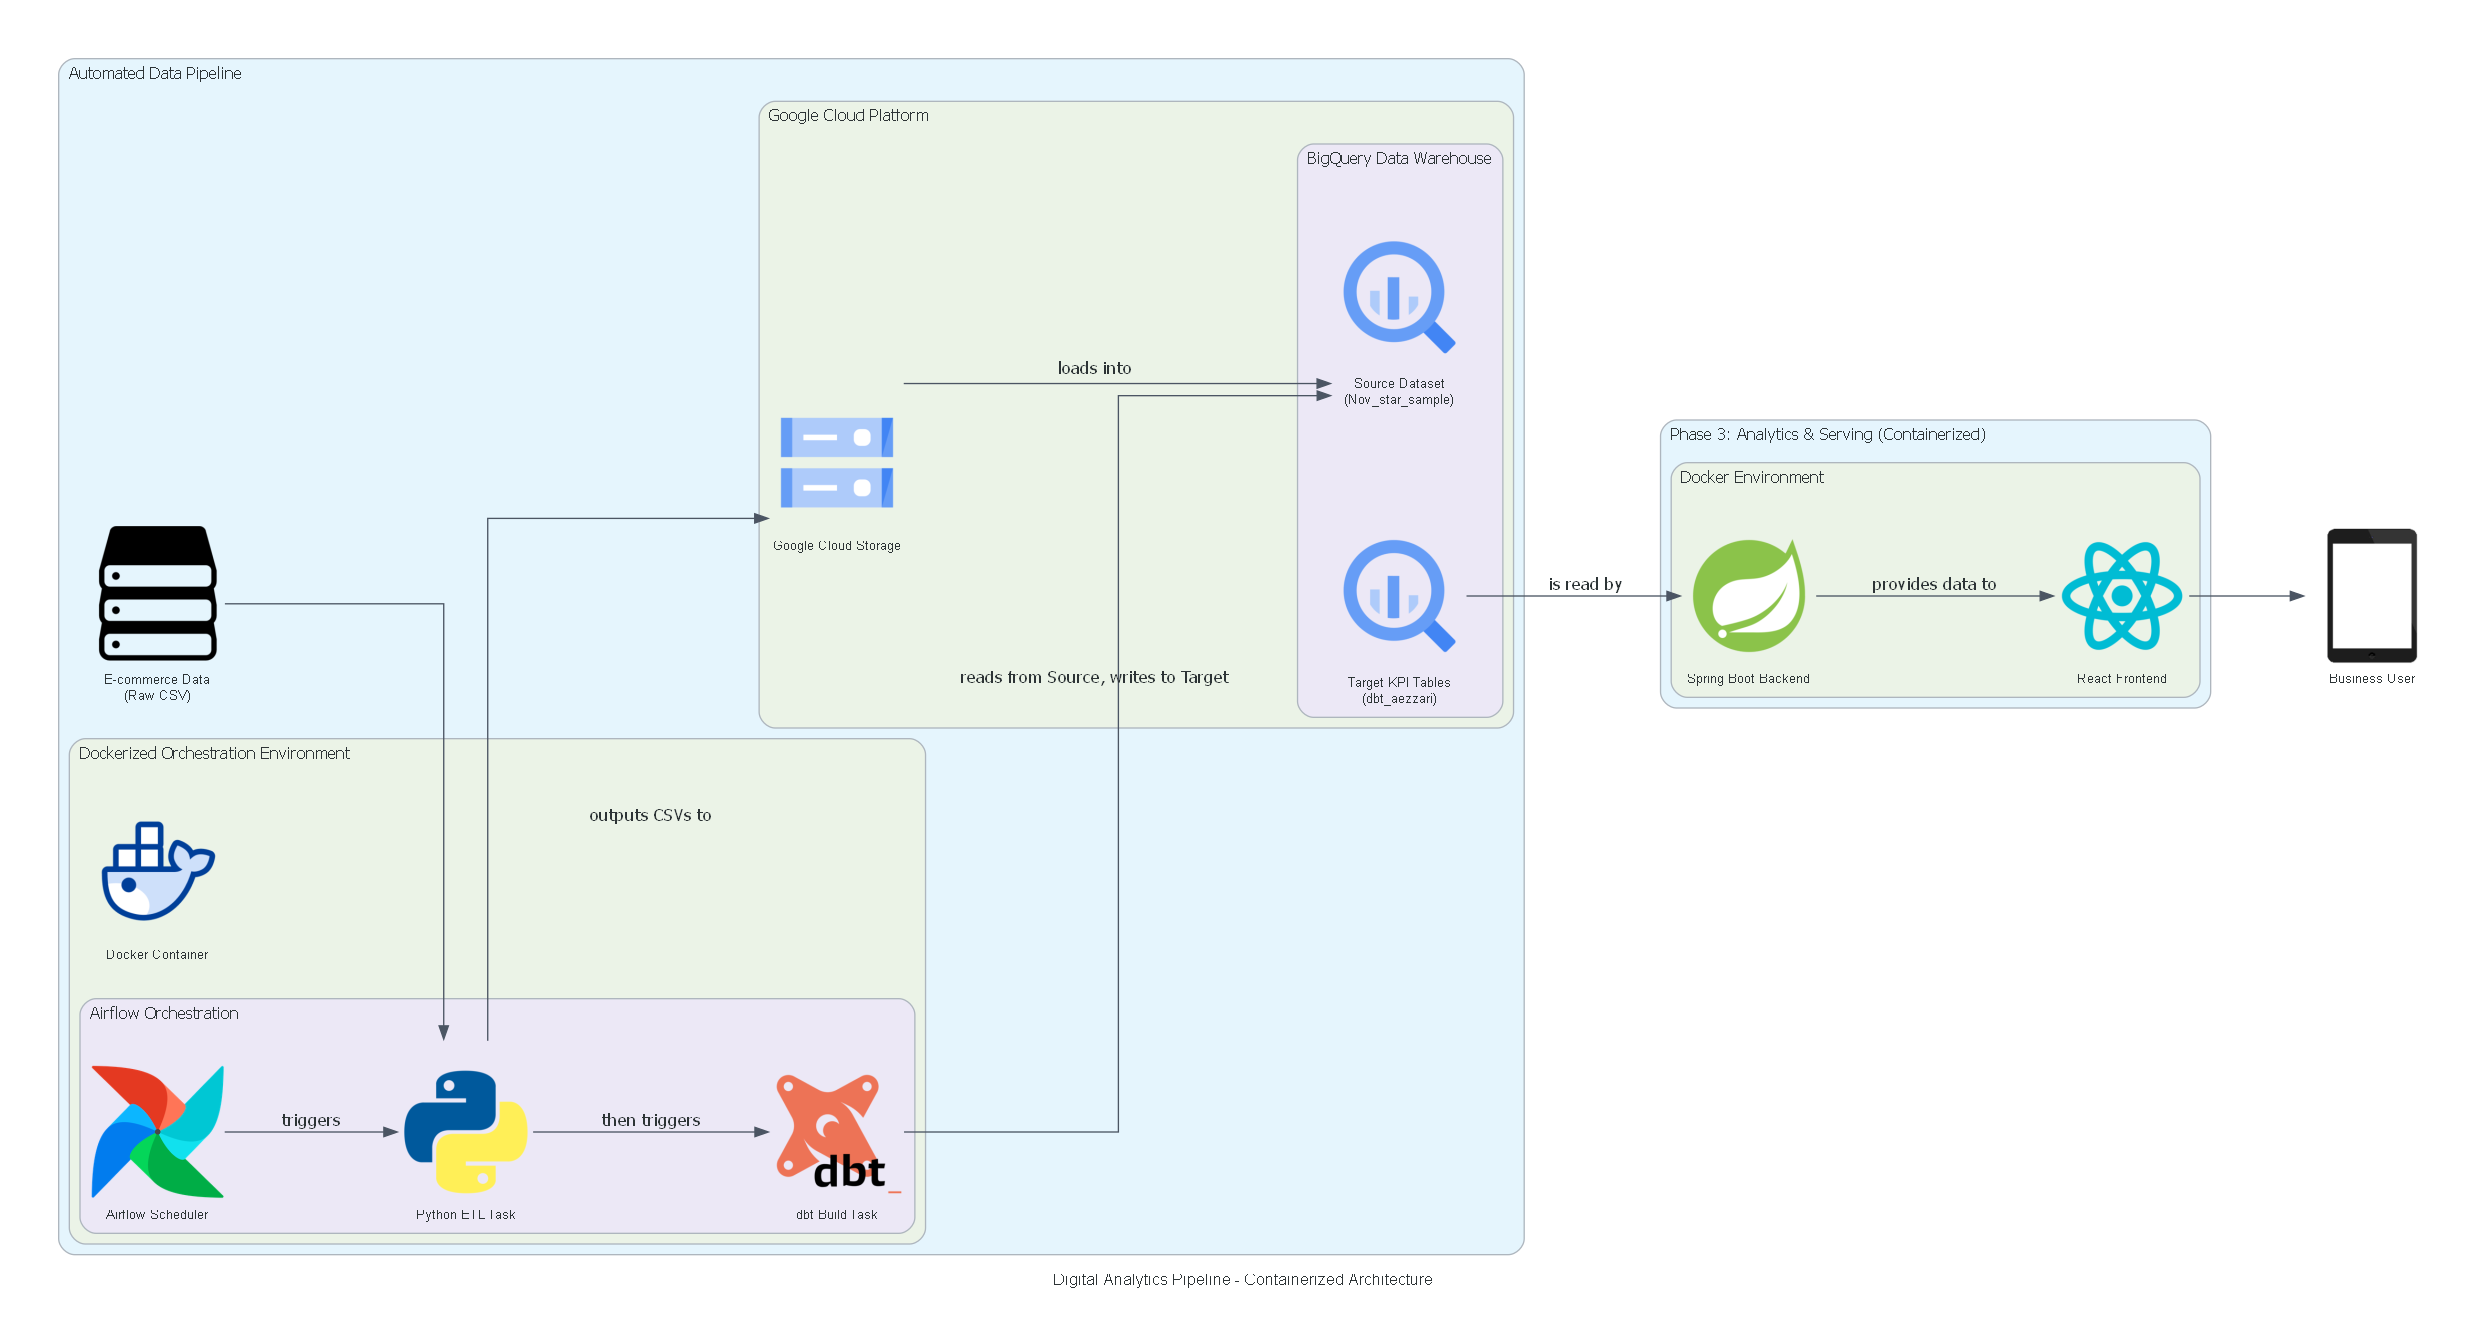 Automated Data Pipeline
Google Cloud Platform
BigQuery Data Warehouse
loads into
Source Dataset
(Nov_star_sample)
Google Cloud Storage
E-commerce Data
(Raw CSV)
reads from Source, writes to Target
Target KPI Tables
(dbt_aezzari)
is read by
Phase 3: Analytics & Serving (Containerized)
Docker Environment
Spring Boot Backend
provides data to
React Frontend
Business User
Dockerized Orchestration Environment
outputs CSVs to
Docker Container
Airflow Orchestration
triggers
then triggers
dbt_
Airflow Scheduler
Python ETL Task
dbt Build Task
Digital Analytics Pipeline - Containerized Architecture